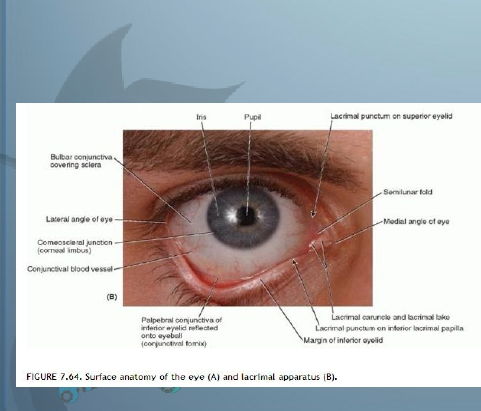 Iris
Pupil
Lacrimal punctum on superior eyelid
Bulbar conjunctiva
covering sclera
Semilunar fold
Lateral angle of eye
Medial angle of eye
Corneoscleral junction
(corneal limbus)
Conjunctival blood vessel
(B)
Palpebral conjunctiva of
inferior eyelid reflected
onto eyeball
(conjunctival fornix)
Lacrimal caruncle and lacrimal lake
Lacrimal punctum on inferior lacrimal papilla
Margin of inferior eyelid
FIGURE 7.64. Surface anatomy of the eye (A) and lacrimal apparatus (B).